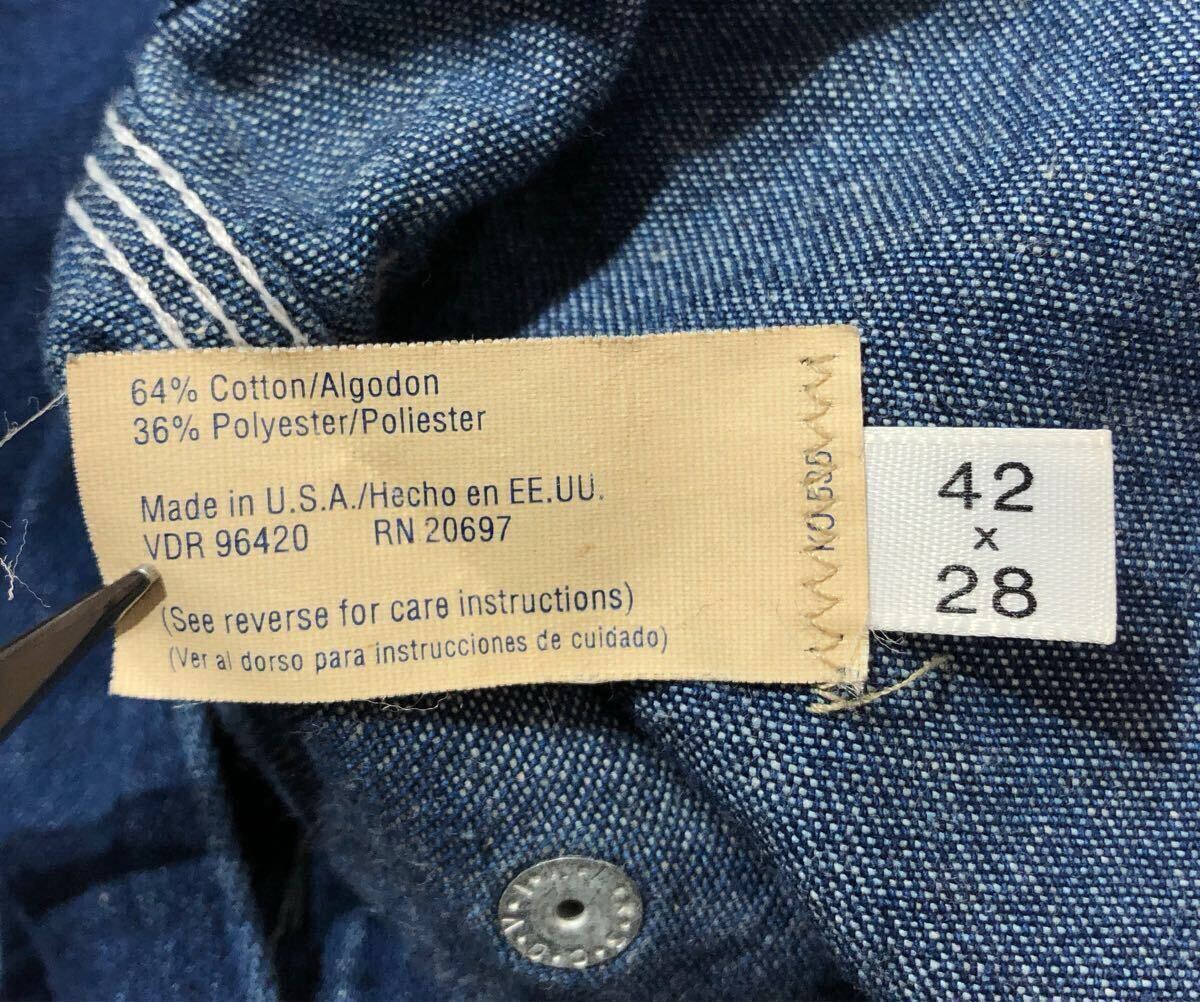 64% Cotton/Algodon
36% Polyester/Poliester
Made in U.S.A./Hecho en EE.UU.
VDR 96420 RN 20697
(See reverse for care instructions)
(Ver al dorso para instrucciones de cuidado)
42
x
28